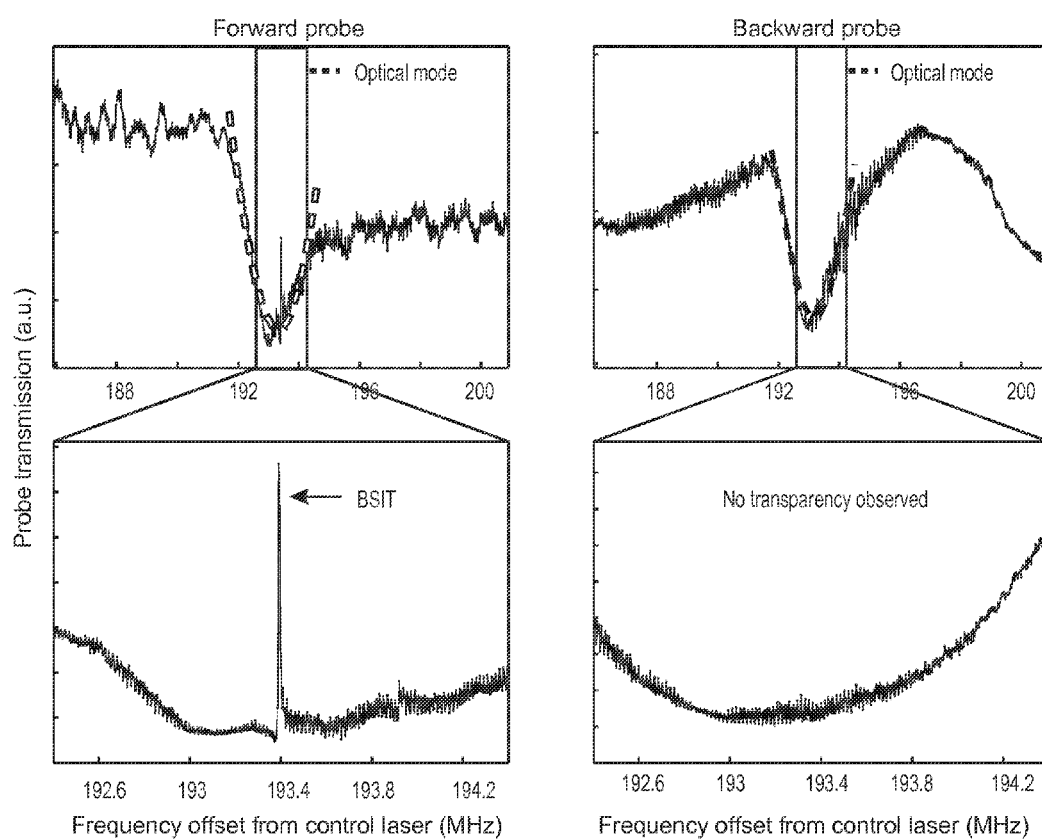 Forward probe
Backward probe
Optical mode
Optical mode
188 192 196 200
188 192 196 200
Probe transmission (a.u.)
BSIT
No transparency observed
192.6 193 193.4 193.8 194.2
192.6 193 193.4 193.8 194.2
Frequency offset from control laser (MHz)
Frequency offset from control laser (MHz)